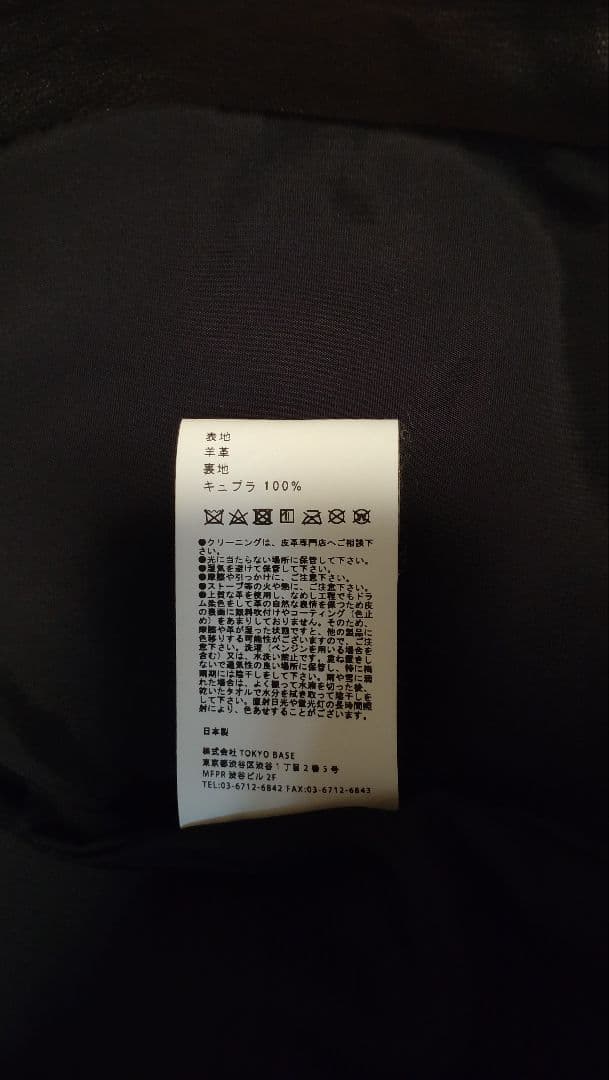 表地
羊革
裏地
キュプラ 100%
●クリーニングは、皮革専門店へご相談下
さい。
●光に当たらない場所に保管して下さい。
●湿気を避けて保管して下さい。
●摩擦や引っかけに、ご注意下さい。
●ストーブ等の火や熱に、ご注意下さい。
●上質な革を使用し、なめし工程でもドラ
ム染色をして革の自然な表情を保つため皮
の表面に顔料吹付けやコーティング(色止
め)をあまりしておりません。そのため、
摩擦や革が湿った状態ですと、他の製品に
色移りする可能性がございますので、ご注
意下さい。洗濯(ベンジンを用いる場合を
含む)又は、水洗い禁止です。重ね置きし
ないで通気性の良い場所に保管し、特に梅
雨期には陰干しをして下さい。雨や雪に濡
れた場合は、よく振って水滴を切った後、
乾いたタオルで水分を拭き取って陰干しを
して下さい。直射日光や蛍光灯の長時間照
射により、色あせすることがございます。
日本製
株式会社 TOKYO BASE
東京都渋谷区渋谷1丁目2番5号
MFPR 渋谷ビル 2F
TEL:03-6712-6842 FAX:03-6712-6843